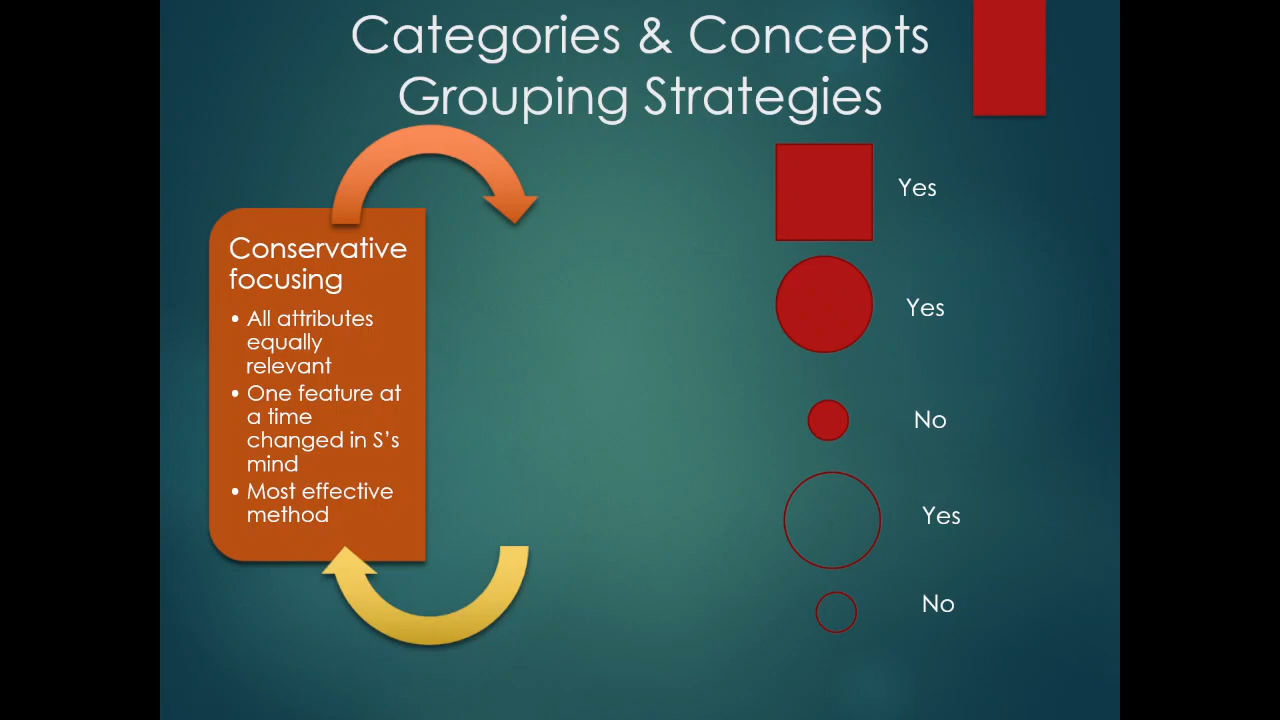 Categories & Concepts
Grouping Strategies
Conservative
focusing
• All attributes
equally
relevant
• One feature at
a time
changed in S’s
mind
• Most effective
method
Yes
Yes
No
Yes
No